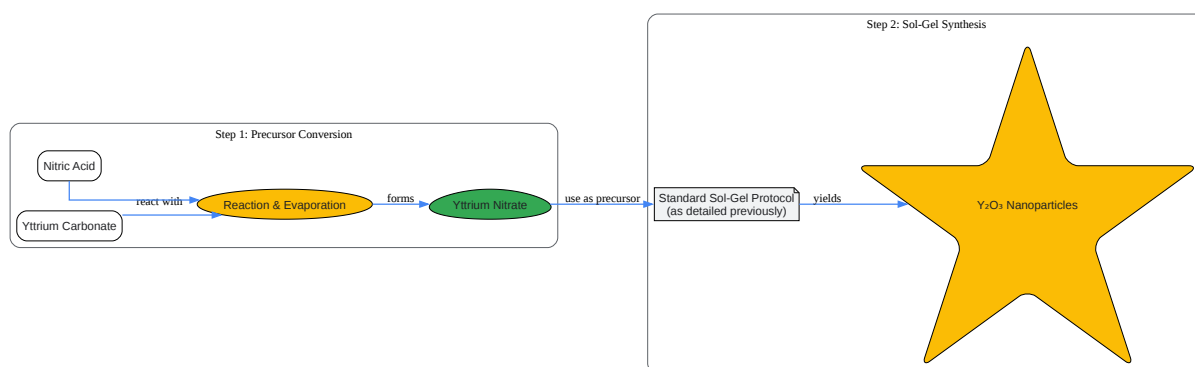 Step 2: Sol-Gel Synthesis
Step 1: Precursor Conversion
Nitric Acid
react with
Yttrium Carbonate
Reaction & Evaporation
forms
Yttrium Nitrate
use as precursor
Standard Sol-Gel Protocol
(as detailed previously)
yields
Y₂O₃ Nanoparticles